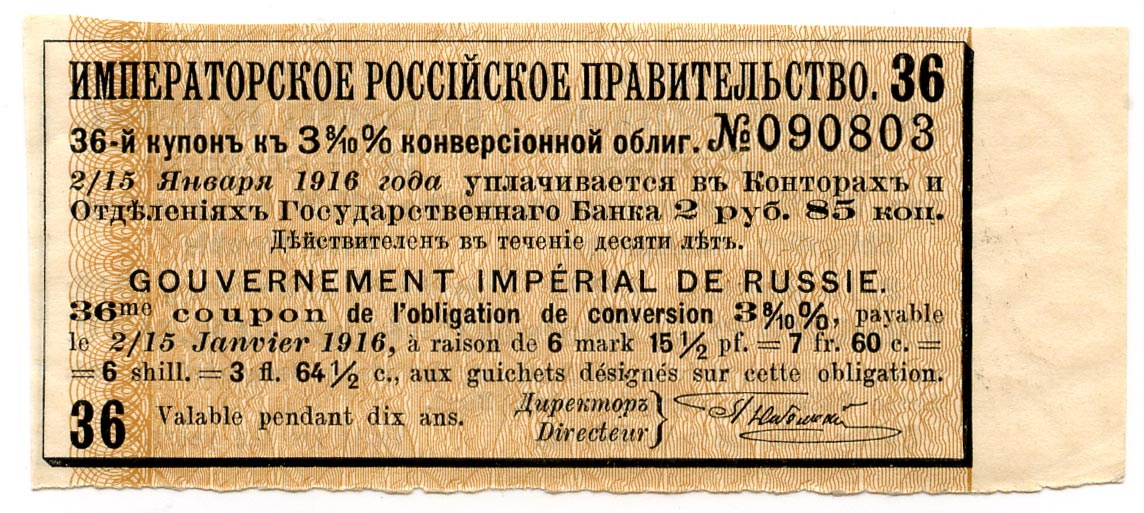 ИМПЕРАТОРСКОЕ РОССІЙСКОЕ ПРАВИТЕЛЬСТВО. 36
36-й купонъ къ 3 8/10 % конверсіонной облиг. № 090803
2/15 Января 1916 года уплачивается въ Конторахъ и
Отдѣленіяхъ Государственнаго Банка 2 руб. 85 коп.
Дѣйствителенъ въ теченіе десяти лѣтъ.
GOUVERNEMENT IMPÉRIAL DE RUSSIE.
36me coupon de l'obligation de conversion 3 8/10 %, payable
le 2/15 Janvier 1916, à raison de 6 mark 15 1/2 pf. = 7 fr. 60 c. =
= 6 shill. = 3 fl. 64 1/2 c., aux guichets désignés sur cette obligation.
36 Valable pendant dix ans.
Директоръ
Directeur